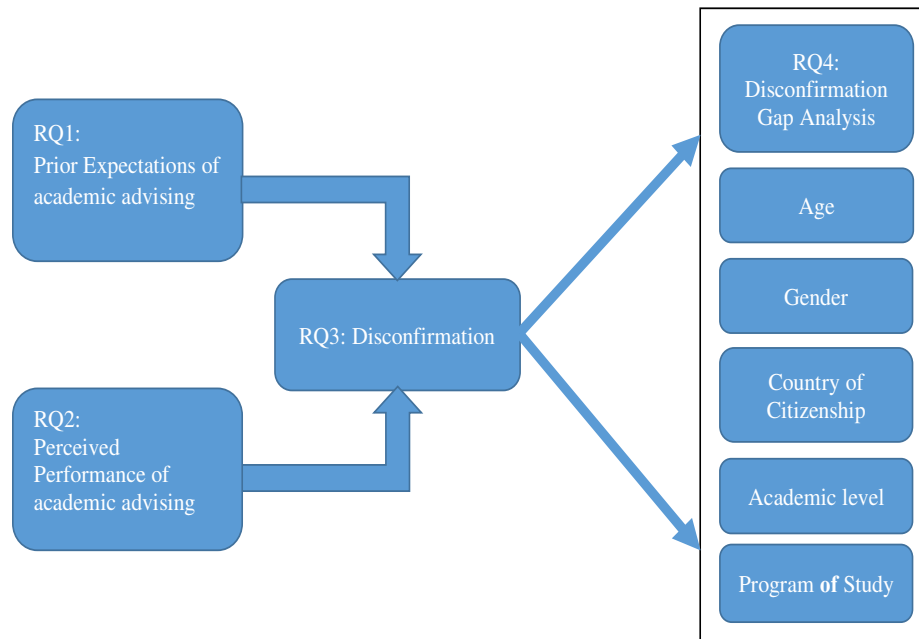 RQ1:
Prior Expectations of
academic advising
RQ2:
Perceived
Performance of
academic advising
RQ3: Disconfirmation
RQ4:
Disconfirmation
Gap Analysis
Age
Gender
Country of
Citizenship
Academic level
Program of Study